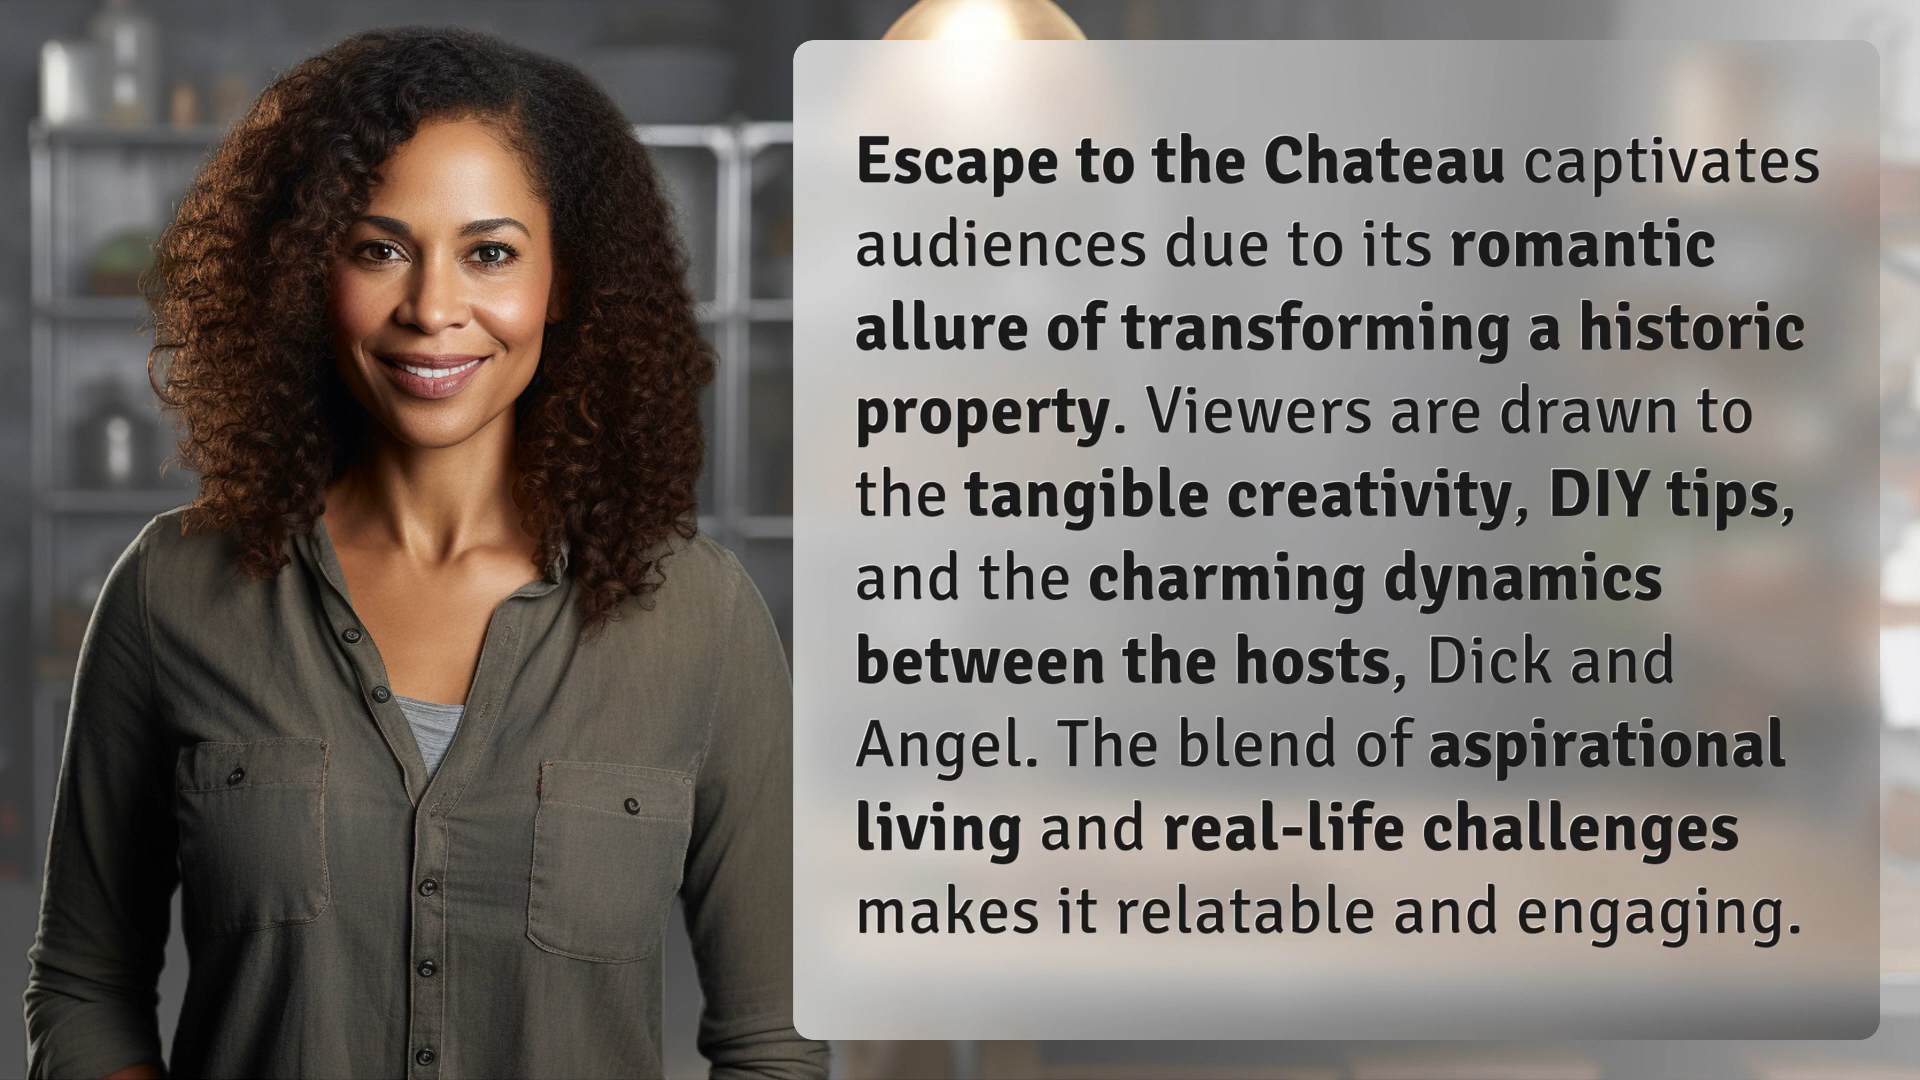 Escape to the Chateau captivates
audiences due to its romantic
allure of transforming a historic
property. Viewers are drawn to
the tangible creativity, DIY tips,
and the charming dynamics
between the hosts, Dick and
Angel. The blend of aspirational
living and real-life challenges
makes it relatable and engaging.